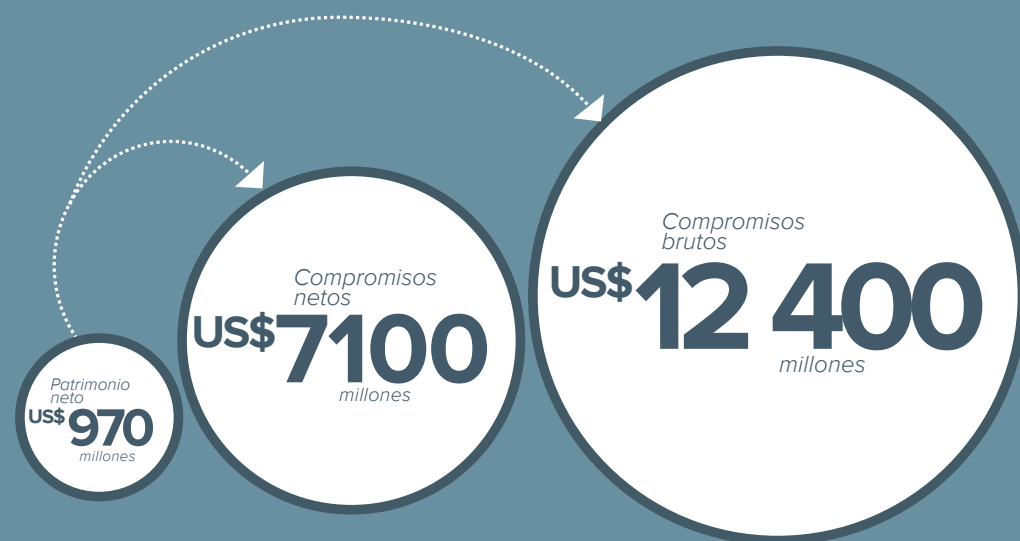 Patrimonio
neto
US$970
millones
Compromisos
netos
US$7100
millones
Compromisos
brutos
US$12 400
millones